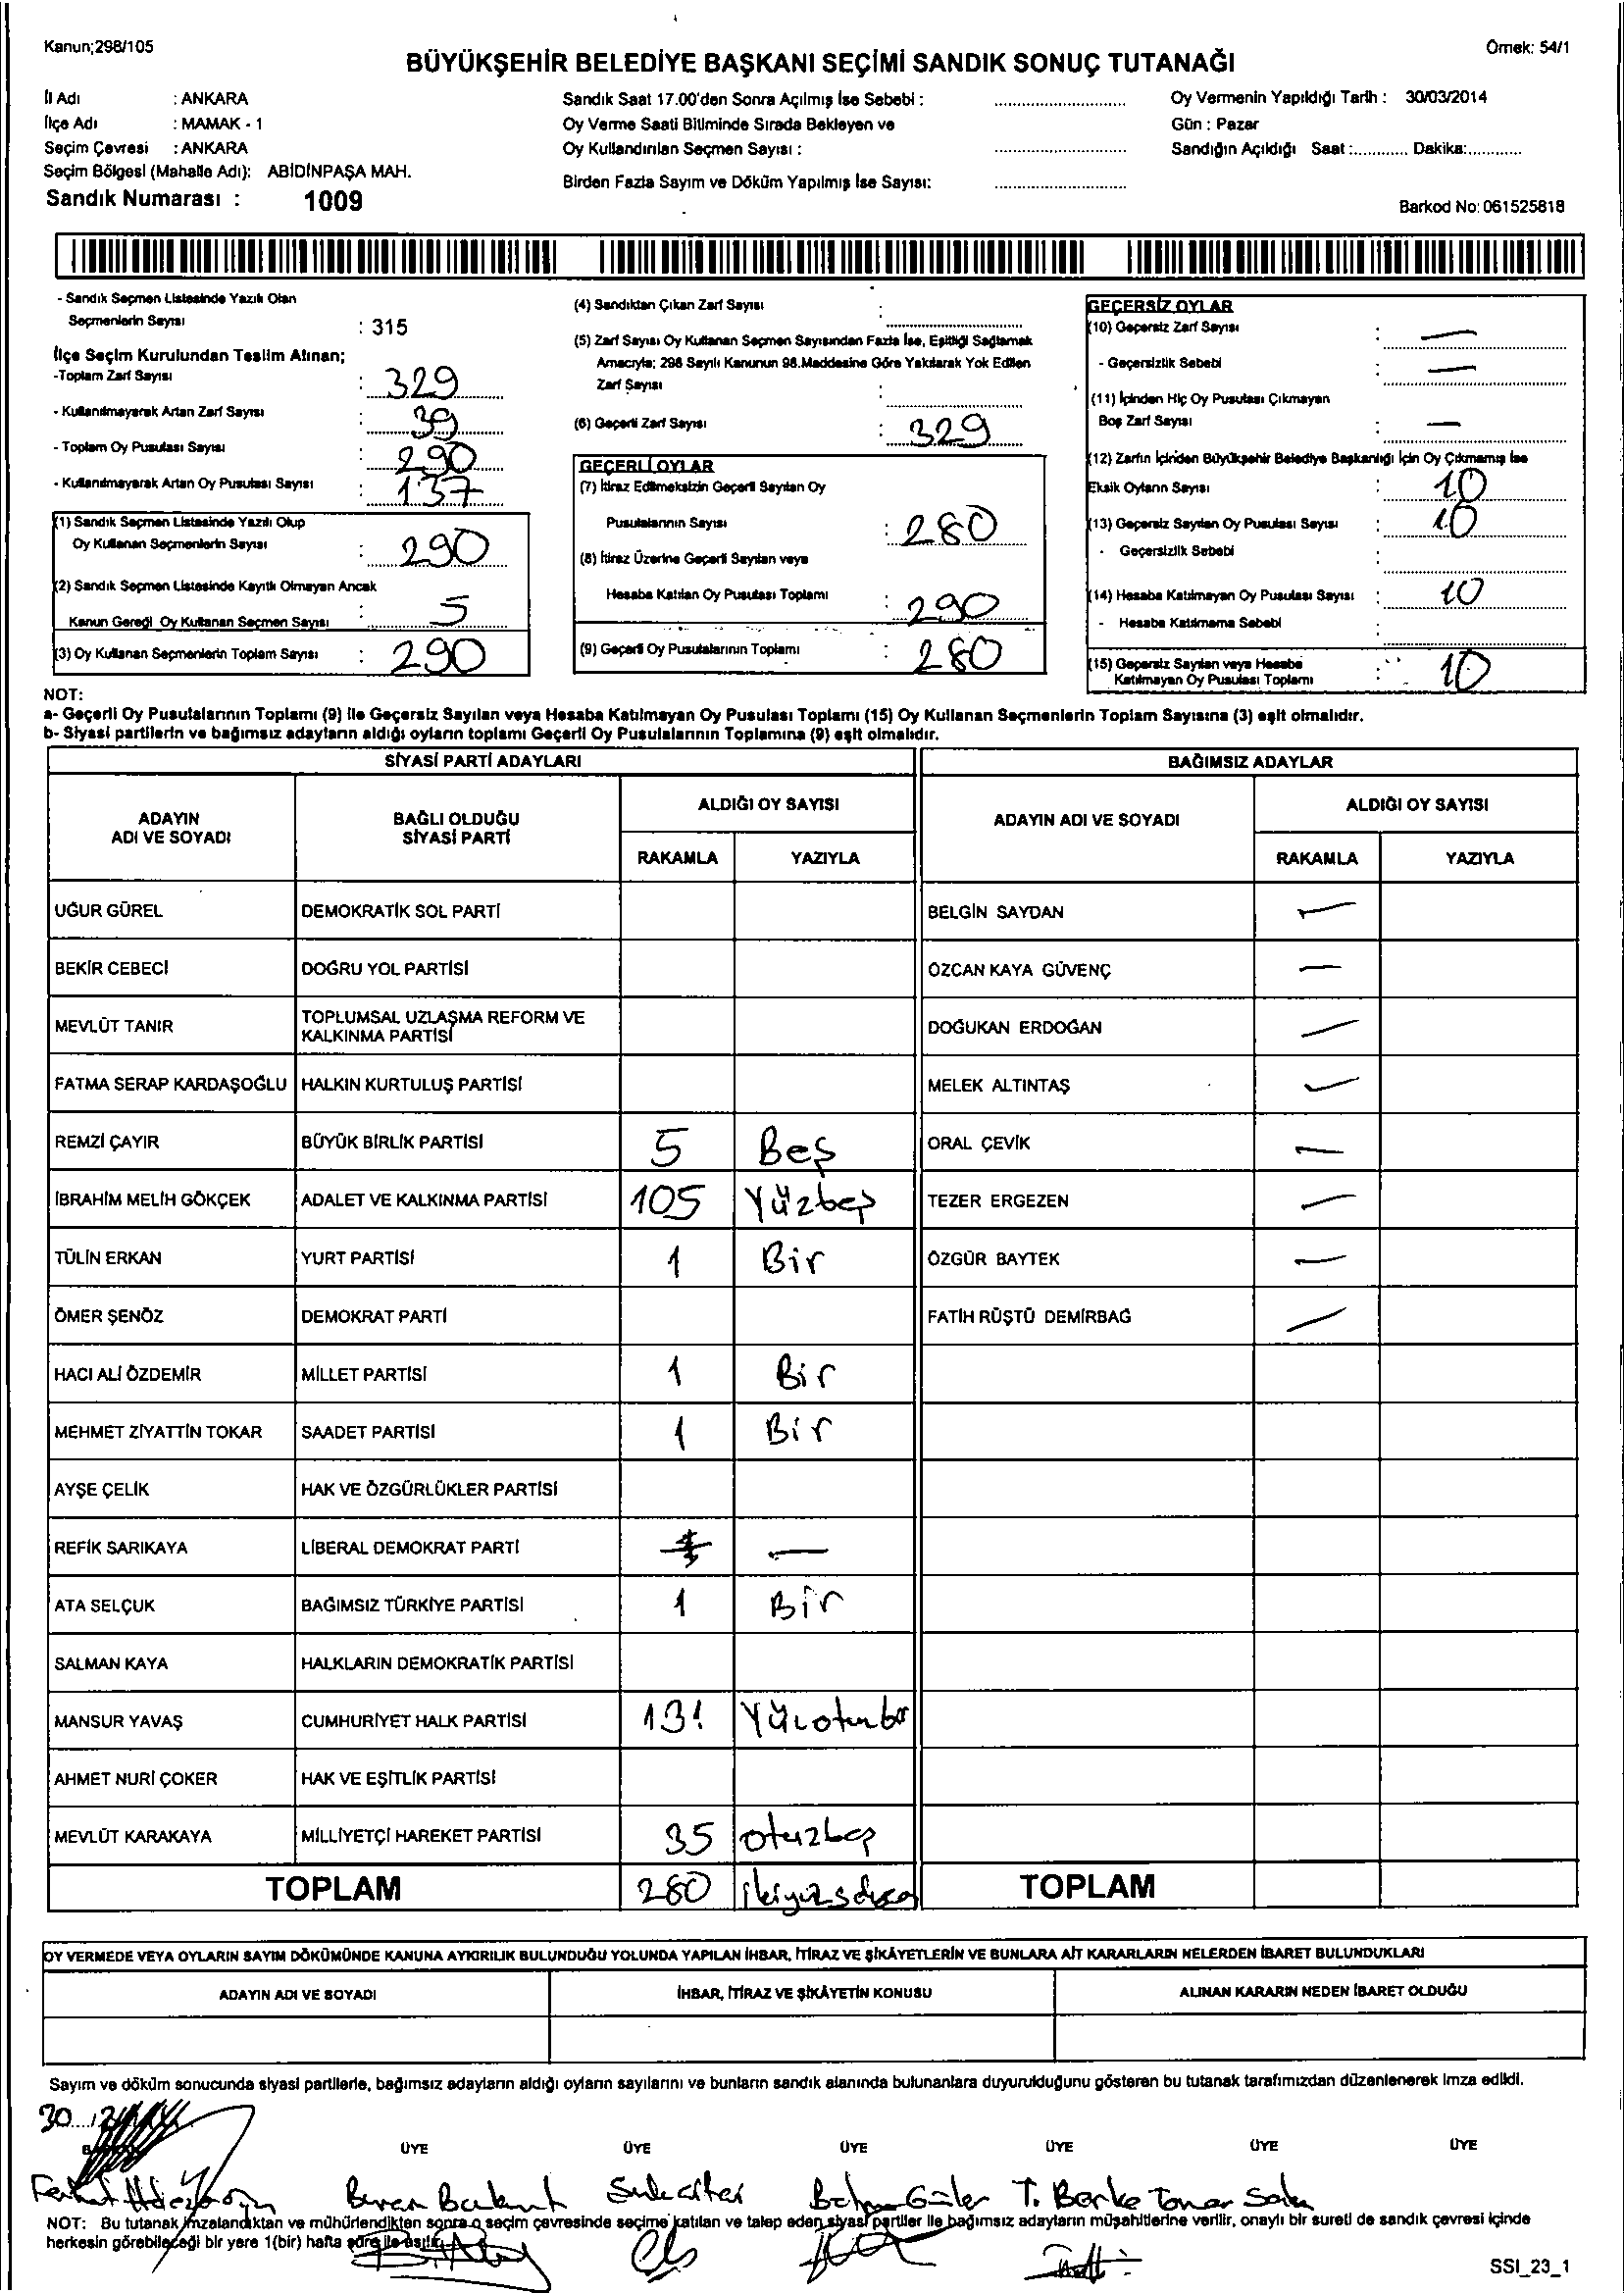 Kanun;298/105
Örnek: 54/1
BÜYÜKŞEHİR BELEDİYE BAŞKANI SEÇİMİ SANDIK SONUÇ TUTANAĞI
İl Adı : ANKARA
İlçe Adı : MAMAK - 1
Seçim Çevresi : ANKARA
Seçim Bölgesi (Mahalle Adı): ABİDİNPAŞA MAH.
Sandık Numarası : 1009
Sandık Saat 17.00'den Sonra Açılmış İse Sebebi :
Oy Verme Saati Bitiminde Sırada Bekleyen ve
Oy Kullandırılan Seçmen Sayısı :
Birden Fazla Sayım ve Döküm Yapılmış İse Sayısı:
Oy Vermenin Yapıldığı Tarih : 30/03/2014
Gün : Pazar
Sandığın Açıldığı Saat :............ Dakika:............
Barkod No: 061525818
- Sandık Seçmen Listesinde Yazılı Olan
Seçmenlerin Sayısı : 315
İlçe Seçim Kurulundan Teslim Alınan;
-Toplam Zarf Sayısı : 329
- Kullanılmayarak Artan Zarf Sayısı : 39
- Toplam Oy Pusulası Sayısı : 290
- Kullanılmayarak Artan Oy Pusulası Sayısı : 137
(1) Sandık Seçmen Listesinde Yazılı Olup
Oy Kullanan Seçmenlerin Sayısı : 290
(2) Sandık Seçmen Listesinde Kayıtlı Olmayan Ancak
Kanun Gereği Oy Kullanan Seçmen Sayısı : 5
(3) Oy Kullanan Seçmenlerin Toplam Sayısı : 290
(4) Sandıktan Çıkan Zarf Sayısı :
(5) Zarf Sayısı Oy Kullanan Seçmen Sayısından Fazla İse, Eşitliği Sağlamak
Amacıyla; 298 Sayılı Kanunun 98.Maddesine Göre Yakılarak Yok Edilen
Zarf Sayısı :
(6) Geçerli Zarf Sayısı : 329
GEÇERLİ OYLAR
(7) İtiraz Edilmeksizin Geçerli Sayılan Oy
Pusulalarının Sayısı : 280
(8) İtiraz Üzerine Geçerli Sayılan veya
Hesaba Katılan Oy Pusulası Toplamı : 290
(9) Geçerli Oy Pusulalarının Toplamı : 280
GEÇERSİZ OYLAR
(10) Geçersiz Zarf Sayısı : —
- Geçersizlik Sebebi : —
(11) İçinden Hiç Oy Pusulası Çıkmayan
Boş Zarf Sayısı : —
(12) Zarfın İçinden Büyükşehir Belediye Başkanlığı İçin Oy Çıkmamış İse
Eksik Oyların Sayısı : 10
(13) Geçersiz Sayılan Oy Pusulası Sayısı : 10
- Geçersizlik Sebebi :
(14) Hesaba Katılmayan Oy Pusulası Sayısı : 10
- Hesaba Katılmama Sebebi :
(15) Geçersiz Sayılan veya Hesaba
Katılmayan Oy Pusulası Toplamı : 10
NOT:
a- Geçerli Oy Pusulalarının Toplamı (9) ile Geçersiz Sayılan veya Hesaba Katılmayan Oy Pusulası Toplamı (15) Oy Kullanan Seçmenlerin Toplam Sayısına (3) eşit olmalıdır.
b- Siyasi partilerin ve bağımsız adayların aldığı oyların toplamı Geçerli Oy Pusulalarının Toplamına (9) eşit olmalıdır.
SİYASİ PARTİ ADAYLARI
BAĞIMSIZ ADAYLAR
ADAYIN ADI VE SOYADI
BAĞLI OLDUĞU SİYASİ PARTİ
ALDIĞI OY SAYISI
RAKAMLA YAZIYLA
ADAYIN ADI VE SOYADI
ALDIĞI OY SAYISI
RAKAMLA YAZIYLA
UĞUR GÜREL DEMOKRATİK SOL PARTİ BELGİN SAYDAN —
BEKİR CEBECİ DOĞRU YOL PARTİSİ ÖZCAN KAYA GÜVENÇ —
MEVLÜT TANIR TOPLUMSAL UZLAŞMA REFORM VE KALKINMA PARTİSİ DOĞUKAN ERDOĞAN —
FATMA SERAP KARDAŞOĞLU HALKIN KURTULUŞ PARTİSİ MELEK ALTINTAŞ —
REMZİ ÇAYIR BÜYÜK BİRLİK PARTİSİ 5 Beş ORAL ÇEVİK —
İBRAHİM MELİH GÖKÇEK ADALET VE KALKINMA PARTİSİ 105 Yüzbeş TEZER ERGEZEN —
TÜLİN ERKAN YURT PARTİSİ 1 Bir ÖZGÜR BAYTEK —
ÖMER ŞENÖZ DEMOKRAT PARTİ FATİH RÜŞTÜ DEMİRBAĞ —
HACI ALİ ÖZDEMİR MİLLET PARTİSİ 1 Bir
MEHMET ZİYATTİN TOKAR SAADET PARTİSİ 1 Bir
AYŞE ÇELİK HAK VE ÖZGÜRLÜKLER PARTİSİ
REFİK SARIKAYA LİBERAL DEMOKRAT PARTİ —
ATA SELÇUK BAĞIMSIZ TÜRKİYE PARTİSİ 1 Bir
SALMAN KAYA HALKLARIN DEMOKRATİK PARTİSİ
MANSUR YAVAŞ CUMHURİYET HALK PARTİSİ 131 Yüzotuzbir
AHMET NURİ ÇOKER HAK VE EŞİTLİK PARTİSİ
MEVLÜT KARAKAYA MİLLİYETÇİ HAREKET PARTİSİ 35 otuzbeş
TOPLAM 280 ikiyüzseksen TOPLAM
OY VERMEDE VEYA OYLARIN SAYIM DÖKÜMÜNDE KANUNA AYKIRILIK BULUNDUĞU YOLUNDA YAPILAN İHBAR, İTİRAZ VE ŞİKÂYETLERİN VE BUNLARA AİT KARARLARIN NELERDEN İBARET BULUNDUKLARI
ADAYIN ADI VE SOYADI
İHBAR, İTİRAZ VE ŞİKÂYETİN KONUSU
ALINAN KARARIN NEDEN İBARET OLDUĞU
Sayım ve döküm sonucunda siyasi partilerle, bağımsız adayların aldığı oyların sayılarını ve bunların sandık alanında bulunanlara duyurulduğunu gösteren bu tutanak tarafımızdan düzenlenerek imza edildi.
30
ÜYE ÜYE ÜYE ÜYE ÜYE ÜYE
T. Berke Tomar
NOT: Bu tutanak imzalandıktan ve mühürlendikten sonra o seçim çevresinde seçime katılan ve talep eden siyasi partiler ile bağımsız adayların müşahitlerine verilir, onaylı bir sureti de sandık çevresi içinde
herkesin görebileceği bir yere 1(bir) hafta süre ile asılır.
SSI_23_1